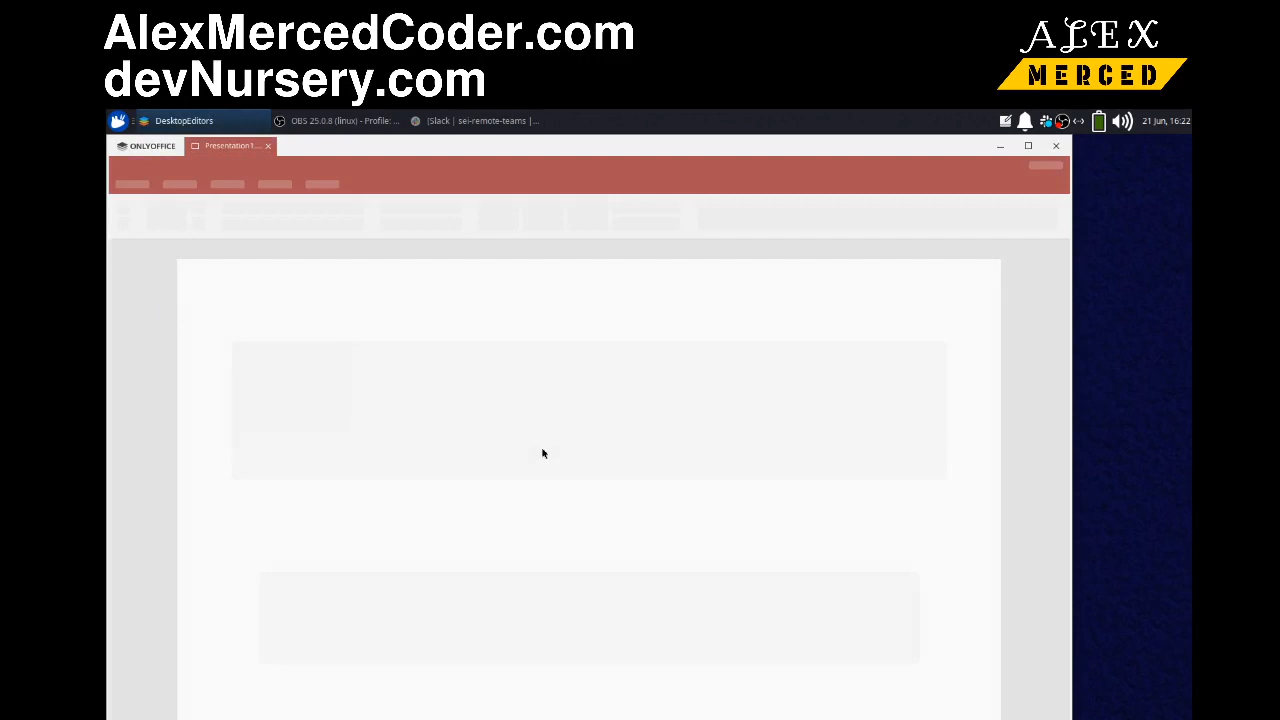 AlexMercedCoder.com
devNursery.com
ALEX
MERCED
DesktopEditors
OBS 25.0.8 (linux) - Profile: ...
[Slack | sei-remote-teams |...
21 Jun, 16:22
ONLYOFFICE
Presentation1....